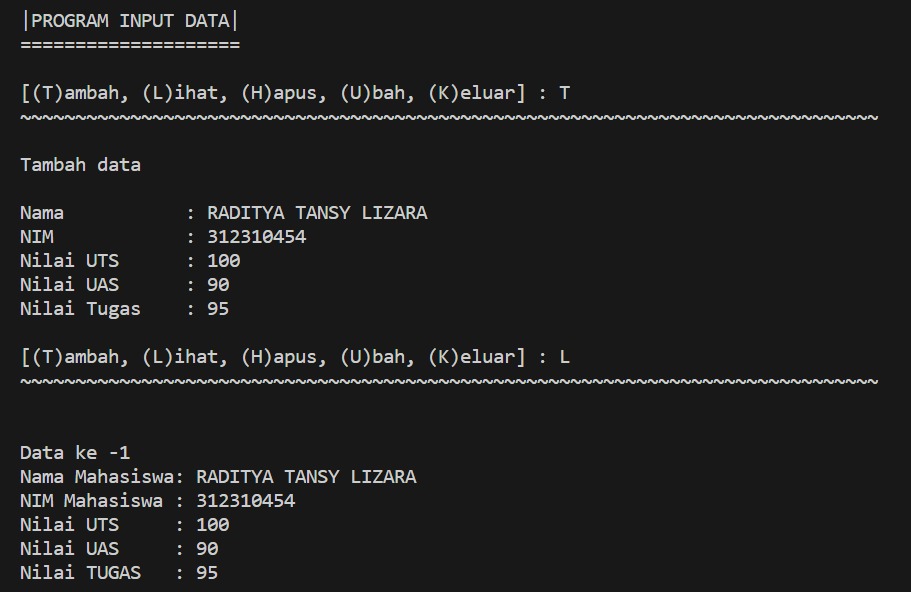 |PROGRAM INPUT DATA|
====================
[(T)ambah, (L)ihat, (H)apus, (U)bah, (K)eluar] : T
~~~~~~~~~~~~~~~~~~~~~~~~~~~~~~~~~~~~~~~~~~~~~~~~~~~~~~~~~~~~~~~~~~~~~~~~~~~~~~
Tambah data
Nama           : RADITYA TANSY LIZARA
NIM            : 312310454
Nilai UTS      : 100
Nilai UAS      : 90
Nilai Tugas    : 95
[(T)ambah, (L)ihat, (H)apus, (U)bah, (K)eluar] : L
~~~~~~~~~~~~~~~~~~~~~~~~~~~~~~~~~~~~~~~~~~~~~~~~~~~~~~~~~~~~~~~~~~~~~~~~~~~~~~
Data ke -1
Nama Mahasiswa: RADITYA TANSY LIZARA
NIM Mahasiswa : 312310454
Nilai UTS     : 100
Nilai UAS     : 90
Nilai TUGAS   : 95